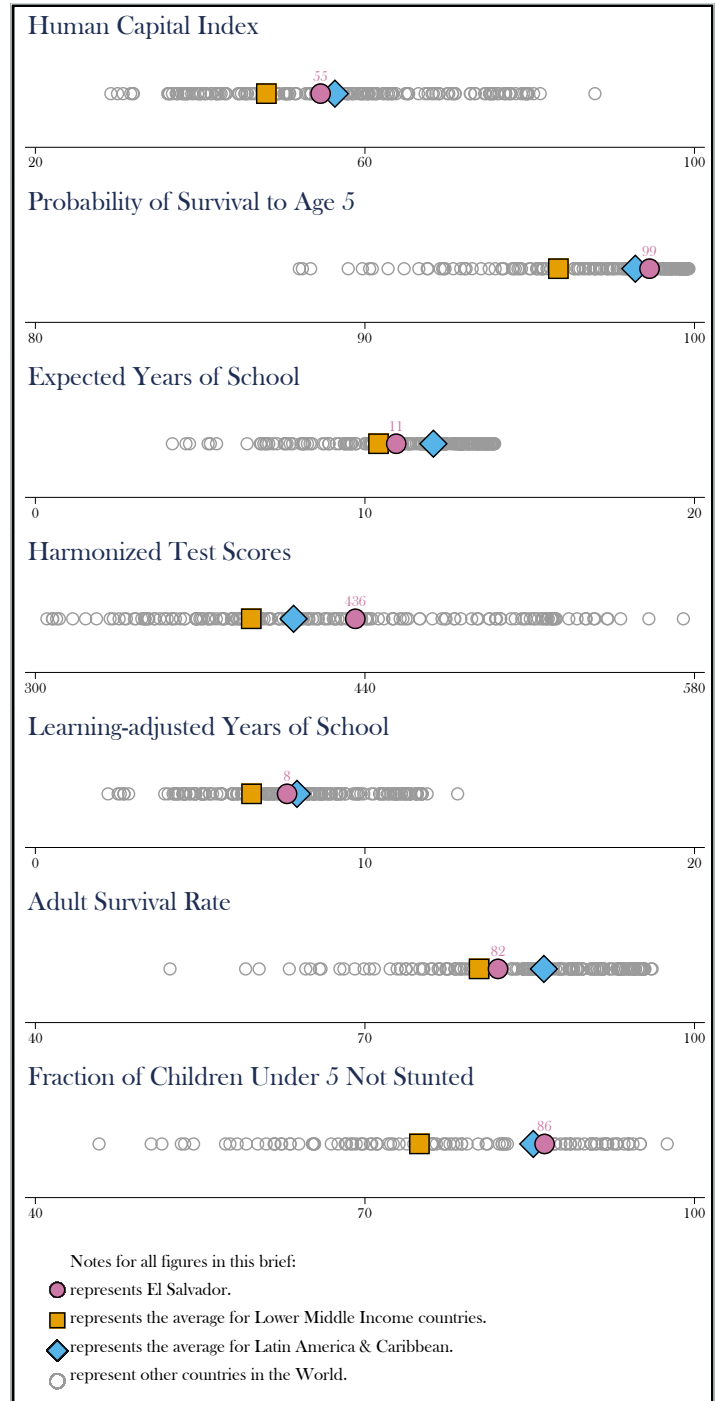 Human Capital Index
55
20 60 100
Probability of Survival to Age 5
99
80 90 100
Expected Years of School
11
0 10 20
Harmonized Test Scores
436
300 440 580
Learning-adjusted Years of School
8
0 10 20
Adult Survival Rate
82
40 70 100
Fraction of Children Under 5 Not Stunted
86
40 70 100
Notes for all figures in this brief:
represents El Salvador.
represents the average for Lower Middle Income countries.
represents the average for Latin America & Caribbean.
represent other countries in the World.